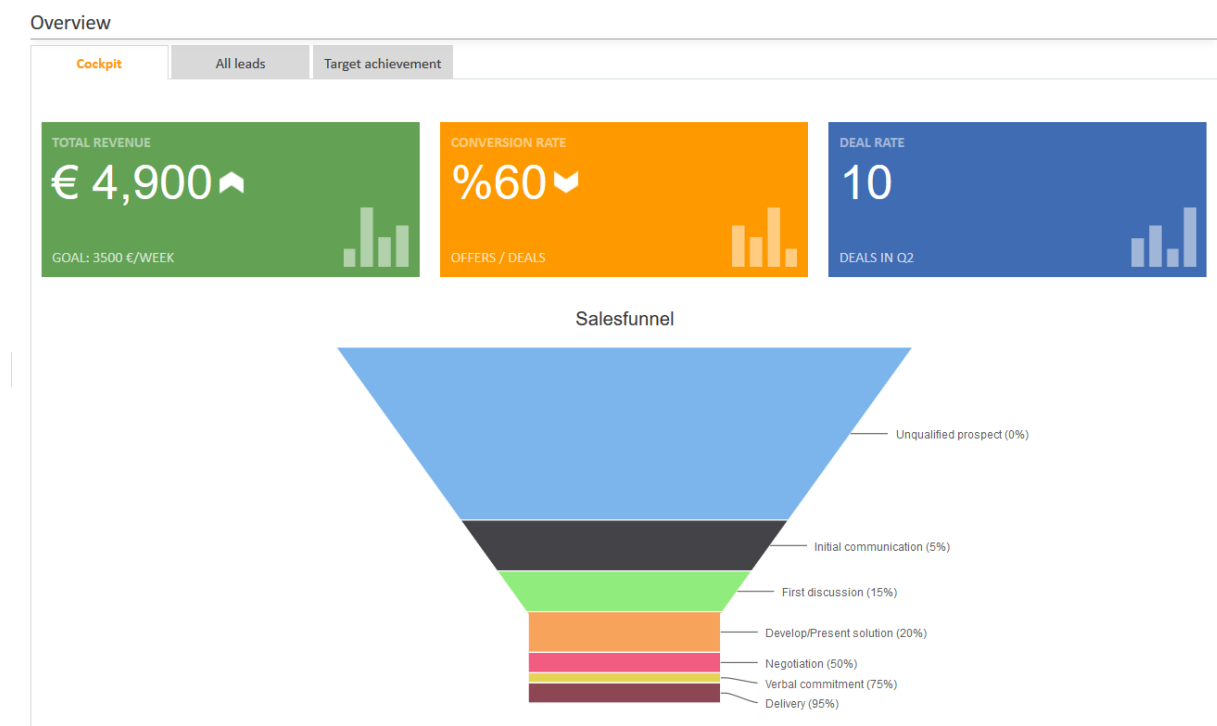 Overview
Cockpit
All leads
Target achievement
TOTAL REVENUE
€ 4,900
GOAL: 3500 €/WEEK
CONVERSION RATE
%60
OFFERS / DEALS
DEAL RATE
10
DEALS IN Q2
Salesfunnel
Unqualified prospect (0%)
Initial communication (5%)
First discussion (15%)
Develop/Present solution (20%)
Negotiation (50%)
Verbal commitment (75%)
Delivery (95%)